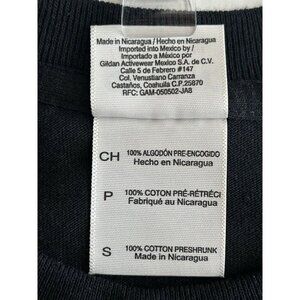 Made in Nicaragua / Hecho en Nicaragua
Imported into Mexico by /
Importado a México por
Gildan Activewear Mexico S.A. de C.V.
Calle 5 de Febrero #147
Col. Venustiano Carranza
Castaños, Coahuila C.P.25870
RFC: GAM-050502-JA8
CH 100% ALGODÓN PRE-ENCOGIDO
Hecho en Nicaragua
P 100% COTON PRÉ-RÉTRÉCI
Fabriqué au Nicaragua
S 100% COTTON PRESHRUNK
Made in Nicaragua